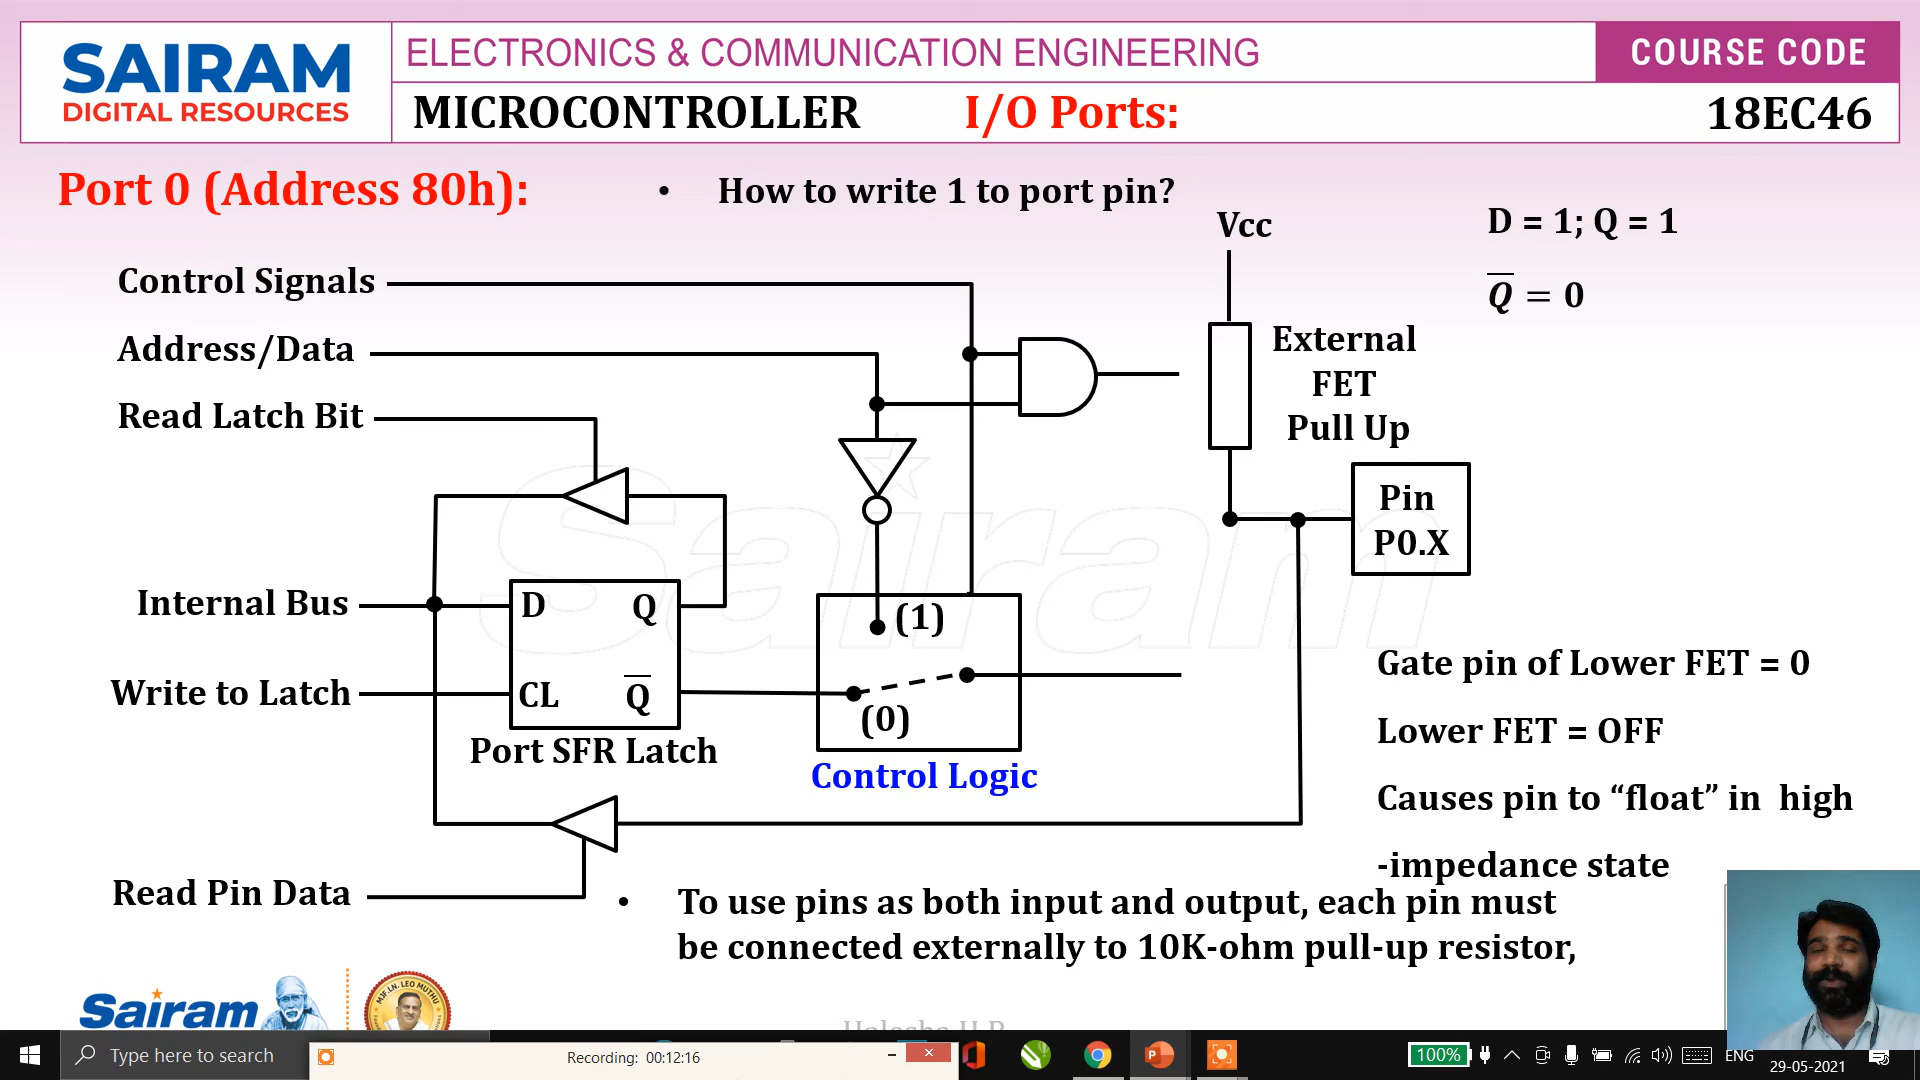 SAIRAM
DIGITAL RESOURCES
ELECTRONICS & COMMUNICATION ENGINEERING
COURSE CODE
MICROCONTROLLER
I/O Ports:
18EC46
Port 0 (Address 80h):
• How to write 1 to port pin?
Vcc
D = 1; Q = 1
Q̅ = 0
Control Signals
Address/Data
Read Latch Bit
External
FET
Pull Up
Pin
P0.X
Internal Bus
D Q
(1)
Write to Latch
CL Q̅
(0)
Port SFR Latch
Control Logic
Gate pin of Lower FET = 0
Lower FET = OFF
Causes pin to “float” in high
-impedance state
Read Pin Data
• To use pins as both input and output, each pin must
be connected externally to 10K-ohm pull-up resistor,
Sairam
Sairam
MJF.LN. LEO MUTHU
Type here to search
Recording: 00:12:16
100%
ENG
29-05-2021